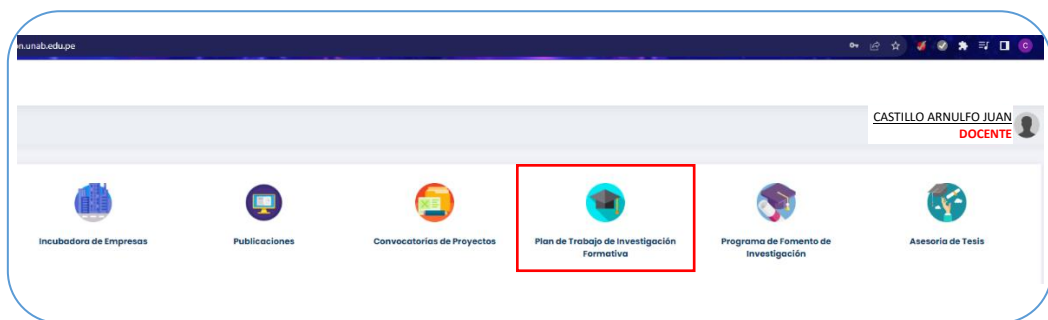 n.unab.edu.pe
CASTILLO ARNULFO JUAN
DOCENTE
Incubadora de Empresas
Publicaciones
Convocatorias de Proyectos
Plan de Trabajo de Investigación
Formativa
Programa de Fomento de
Investigación
Asesoria de Tesis